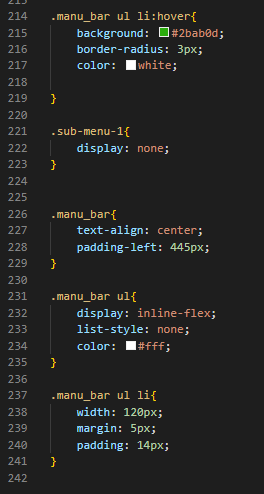 214 .manu_bar ul li:hover{
215 background: #2bab0d;
216 border-radius: 3px;
217 color: white;
218
219 }
220
221 .sub-menu-1{
222 display: none;
223 }
224
225
226 .manu_bar{
227 text-align: center;
228 padding-left: 445px;
229 }
230
231 .manu_bar ul{
232 display: inline-flex;
233 list-style: none;
234 color: #fff;
235 }
236
237 .manu_bar ul li{
238 width: 120px;
239 margin: 5px;
240 padding: 14px;
241 }
242